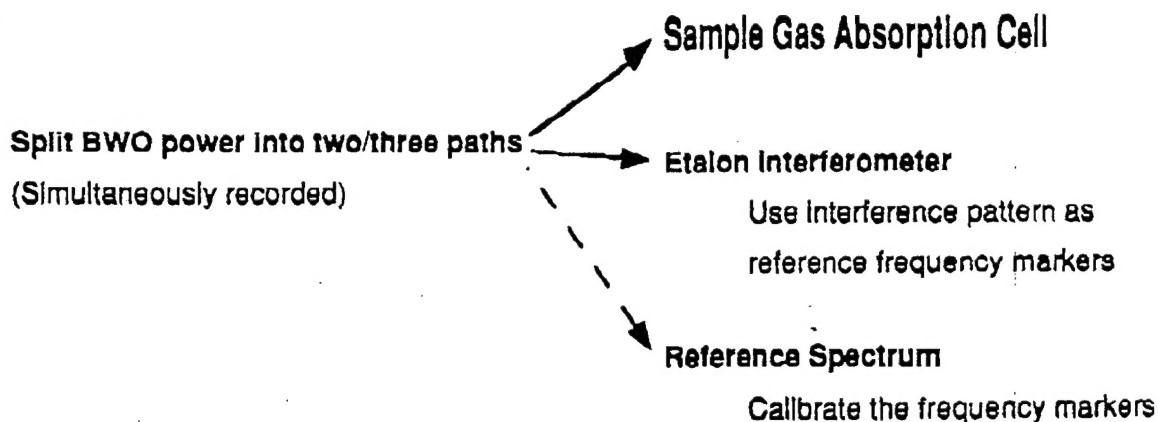 Sample Gas Absorption Cell
Split BWO power into two/three paths
(Simultaneously recorded)
Etalon Interferometer
Use interference pattern as
reference frequency markers
Reference Spectrum
Calibrate the frequency markers